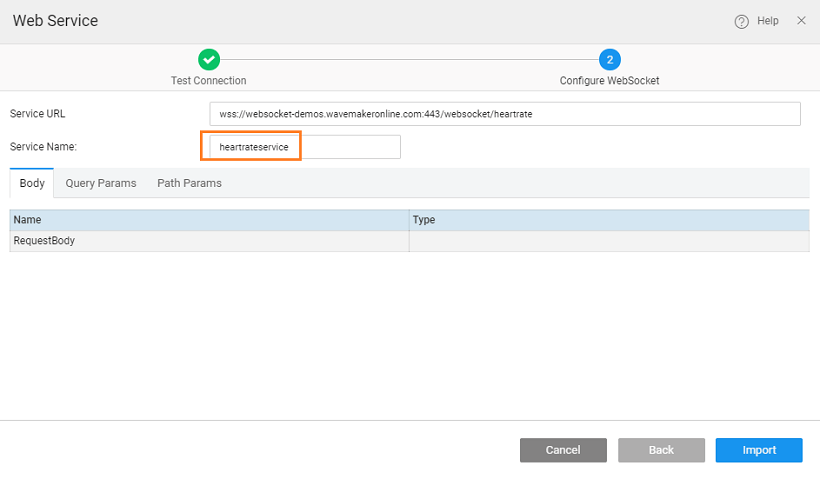 Web Service
Help
2
Test Connection
Configure WebSocket
Service URL
wss://websocket-demos.wavemakeronline.com:443/websocket/heartrate
Service Name:
heartrateservice
Body Query Params Path Params
Name Type
RequestBody
Cancel Back Import